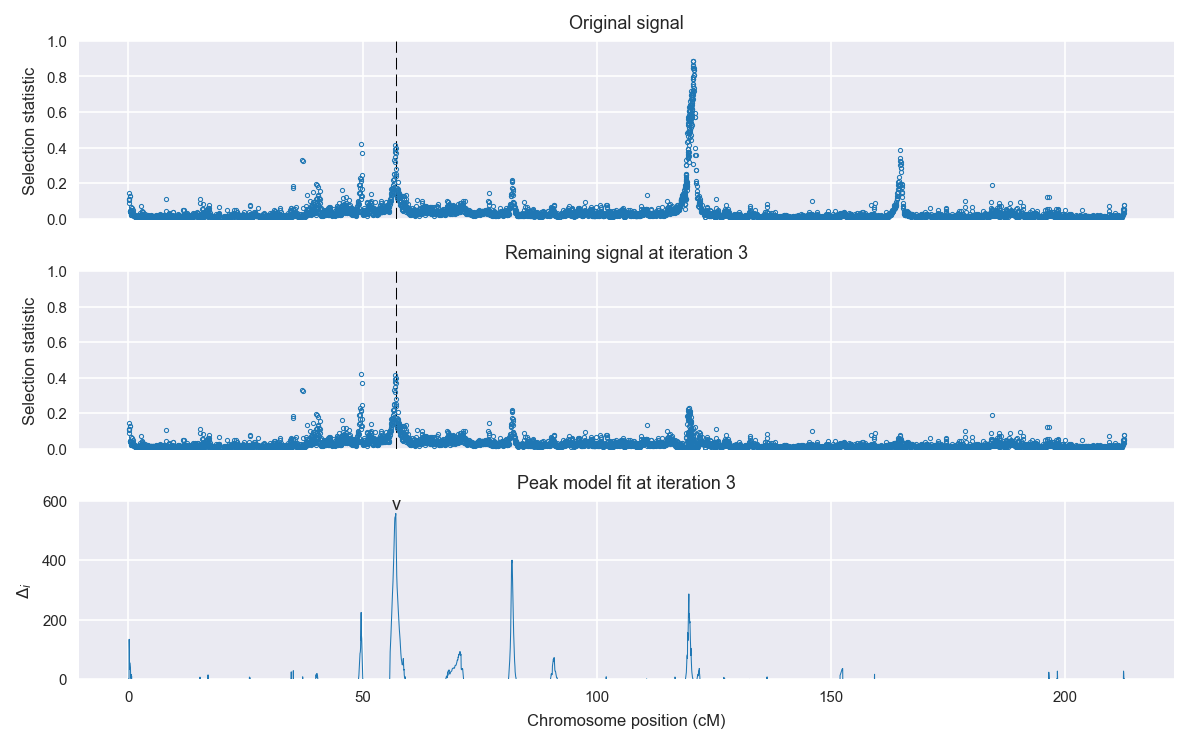 Original signal
Selection statistic
1.0
0.8
0.6
0.4
0.2
0.0
Remaining signal at iteration 3
Selection statistic
1.0
0.8
0.6
0.4
0.2
0.0
Peak model fit at iteration 3
v
Δi
600
400
200
0
0
50
100
150
200
Chromosome position (cM)